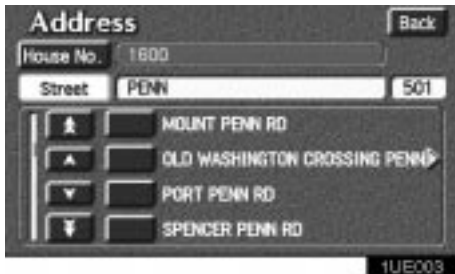 Address Back
House No. 1600
Street PENN 501
MOUNT PENN RD
OLD WASHINGTON CROSSING PENN
PORT PENN RD
SPENCER PENN RD
1UE003